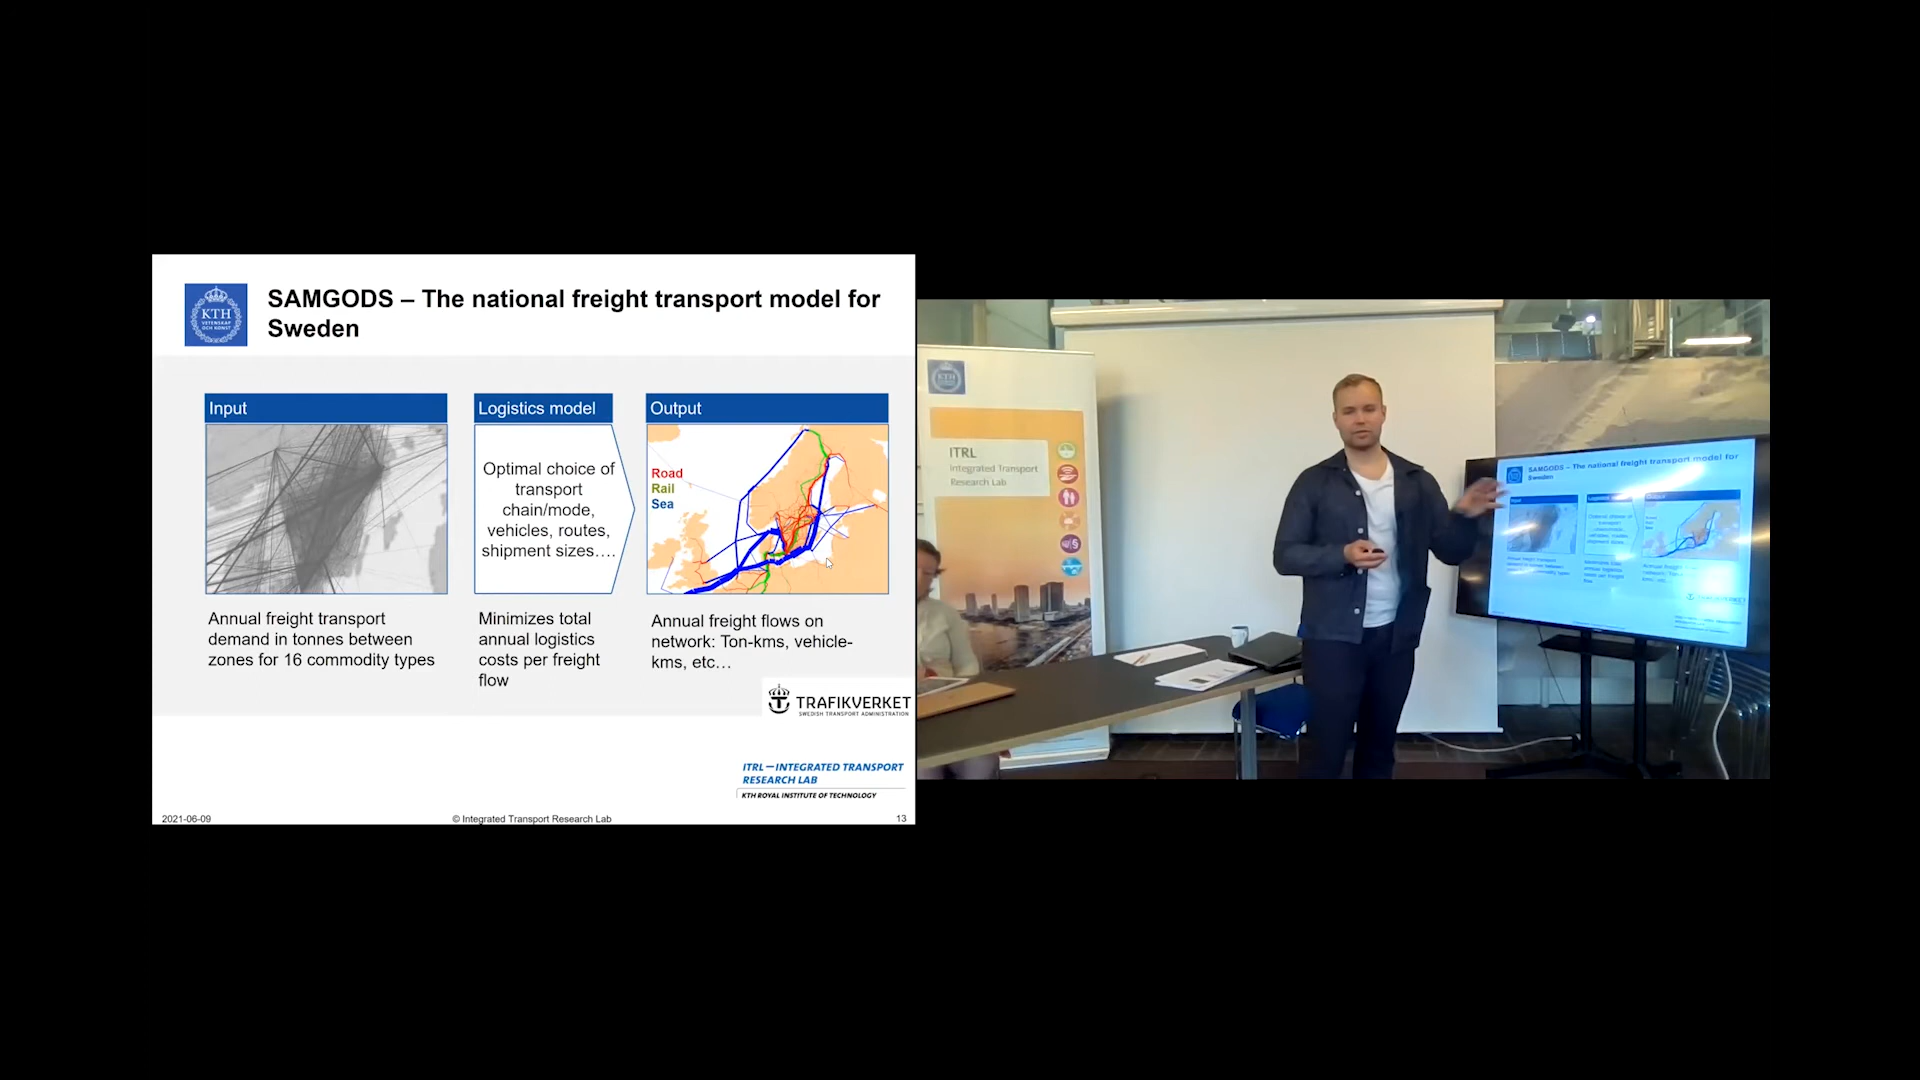 KTH
VETENSKAP
OCH KONST
SAMGODS – The national freight transport model for
Sweden
Input
Logistics model
Output
Optimal choice of
transport
chain/mode,
vehicles, routes,
shipment sizes….
Road
Rail
Sea
Annual freight transport
demand in tonnes between
zones for 16 commodity types
Minimizes total
annual logistics
costs per freight
flow
Annual freight flows on
network: Ton-kms, vehicle-
kms, etc…
TRAFIKVERKET
SWEDISH TRANSPORT ADMINISTRATION
ITRL – INTEGRATED TRANSPORT
RESEARCH LAB
KTH ROYAL INSTITUTE OF TECHNOLOGY
2021-06-09
© Integrated Transport Research Lab
13
KTH
ITRL
Integrated Transport
Research Lab
SAMGODS – The national freight transport model for
Sweden